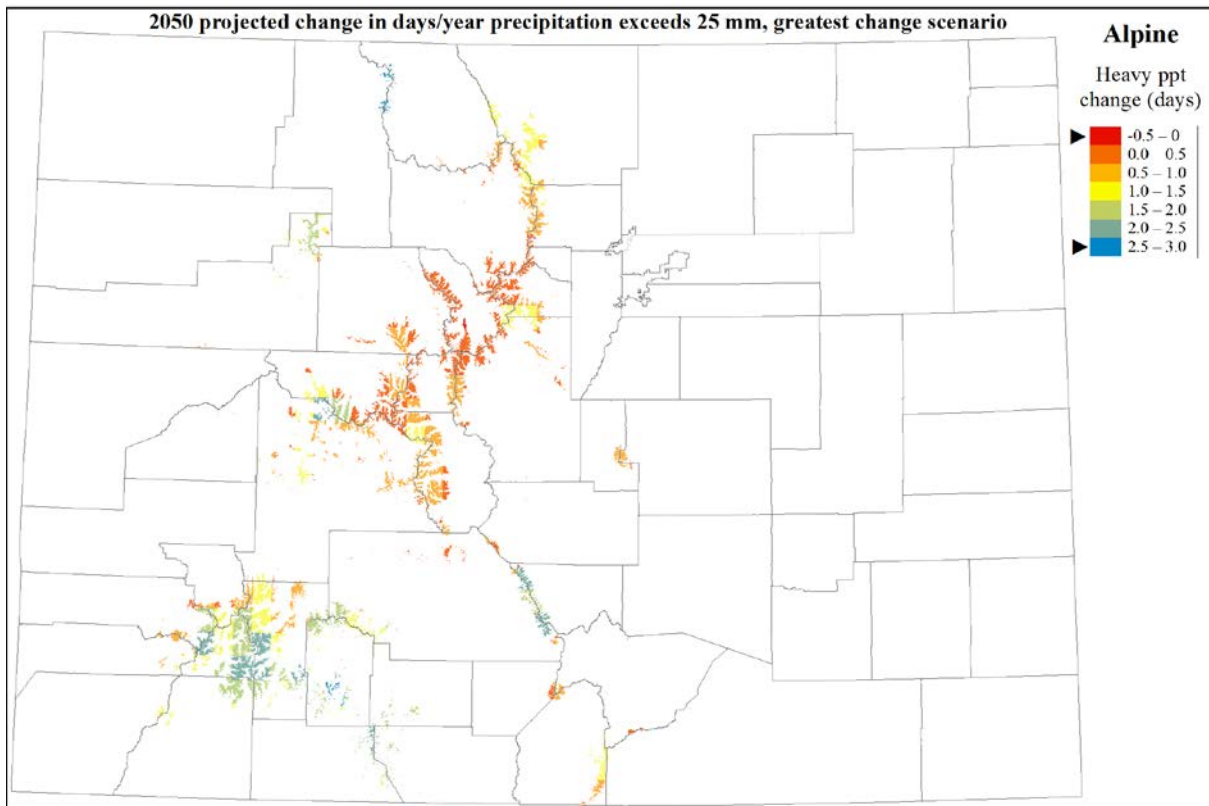 2050 projected change in days/year precipitation exceeds 25 mm, greatest change scenario
Alpine
Heavy ppt
change (days)
-0.5 – 0
0.0 0.5
0.5 – 1.0
1.0 – 1.5
1.5 – 2.0
2.0 – 2.5
2.5 – 3.0